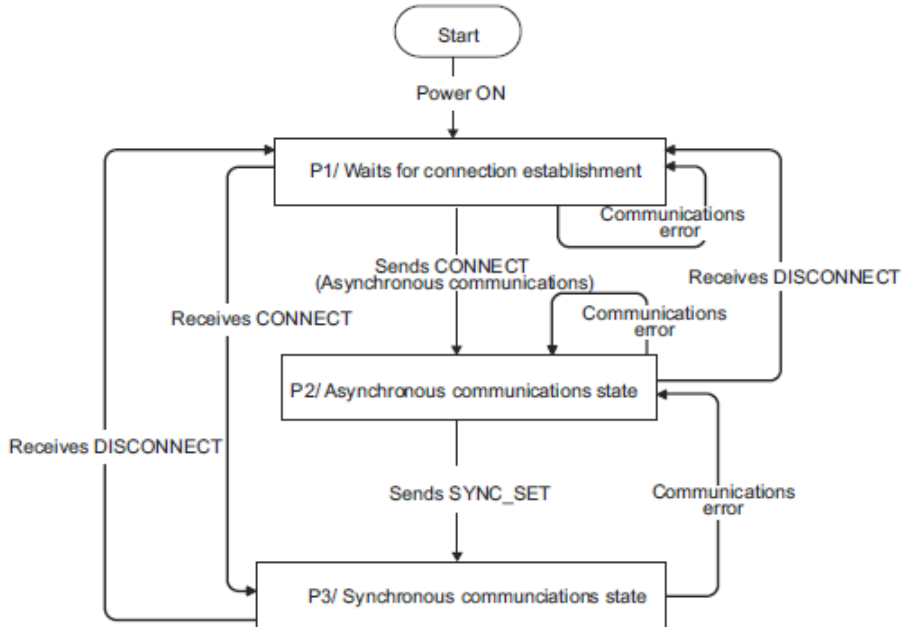 Start
Power ON
P1/ Waits for connection establishment
Communications
error
Sends CONNECT
(Asynchronous communications)
Receives DISCONNECT
Receives CONNECT
Communications
error
P2/ Asynchronous communications state
Receives DISCONNECT
Sends SYNC_SET
Communications
error
P3/ Synchronous communciations state